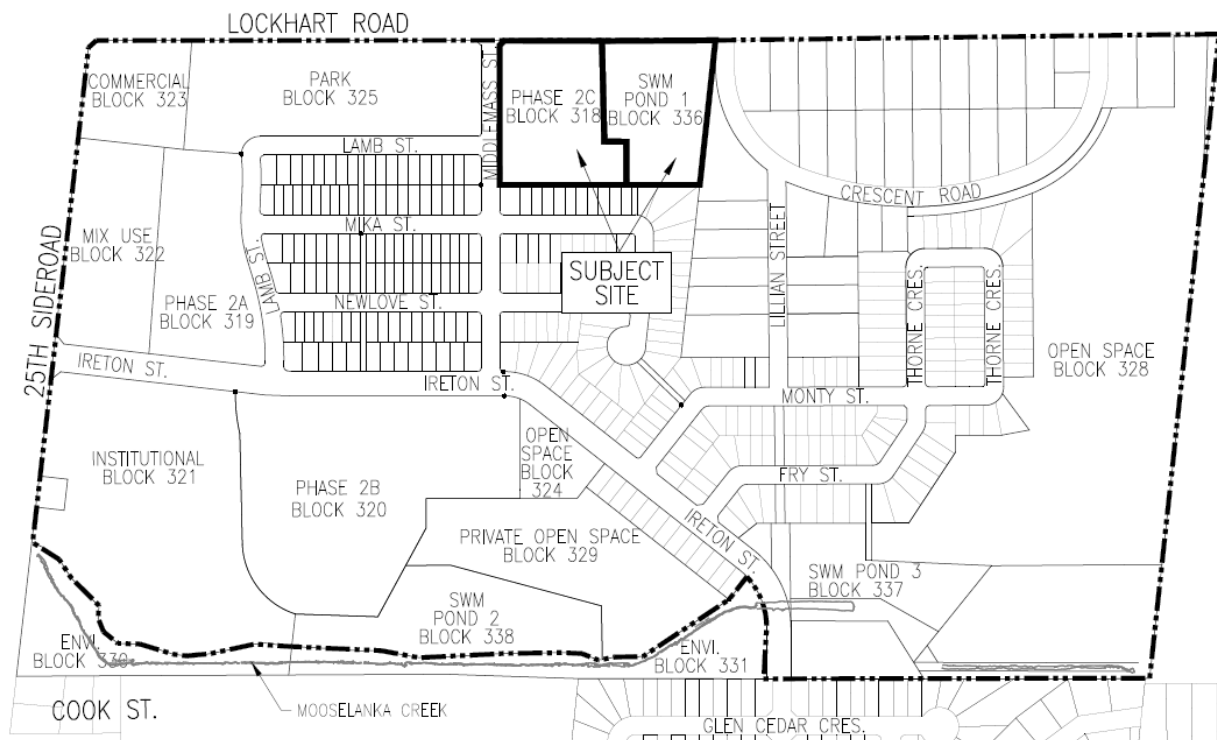 LOCKHART ROAD
COMMERCIAL
BLOCK 323
PARK
BLOCK 325
MIDDLEMASS ST.
PHASE 2C
BLOCK 318
SWM
POND 1
BLOCK 336
LAMB ST.
CRESCENT ROAD
MIX USE
BLOCK 322
MIKA ST.
LAMB ST.
SUBJECT
SITE
LILLIAN STREET
THORNE CRES.
THORNE CRES.
PHASE 2A
BLOCK 319
NEWLOVE ST.
25TH SIDEROAD
IRETON ST.
IRETON ST.
OPEN SPACE
BLOCK 328
MONTY ST.
INSTITUTIONAL
BLOCK 321
PHASE 2B
BLOCK 320
OPEN
SPACE
BLOCK
324
FRY ST.
IRETON ST.
PRIVATE OPEN SPACE
BLOCK 329
SWM POND 3
BLOCK 337
SWM
POND 2
BLOCK 338
ENVI.
BLOCK 330
ENVI.
BLOCK 331
COOK ST.
MOOSELANKA CREEK
GLEN CEDAR CRES.